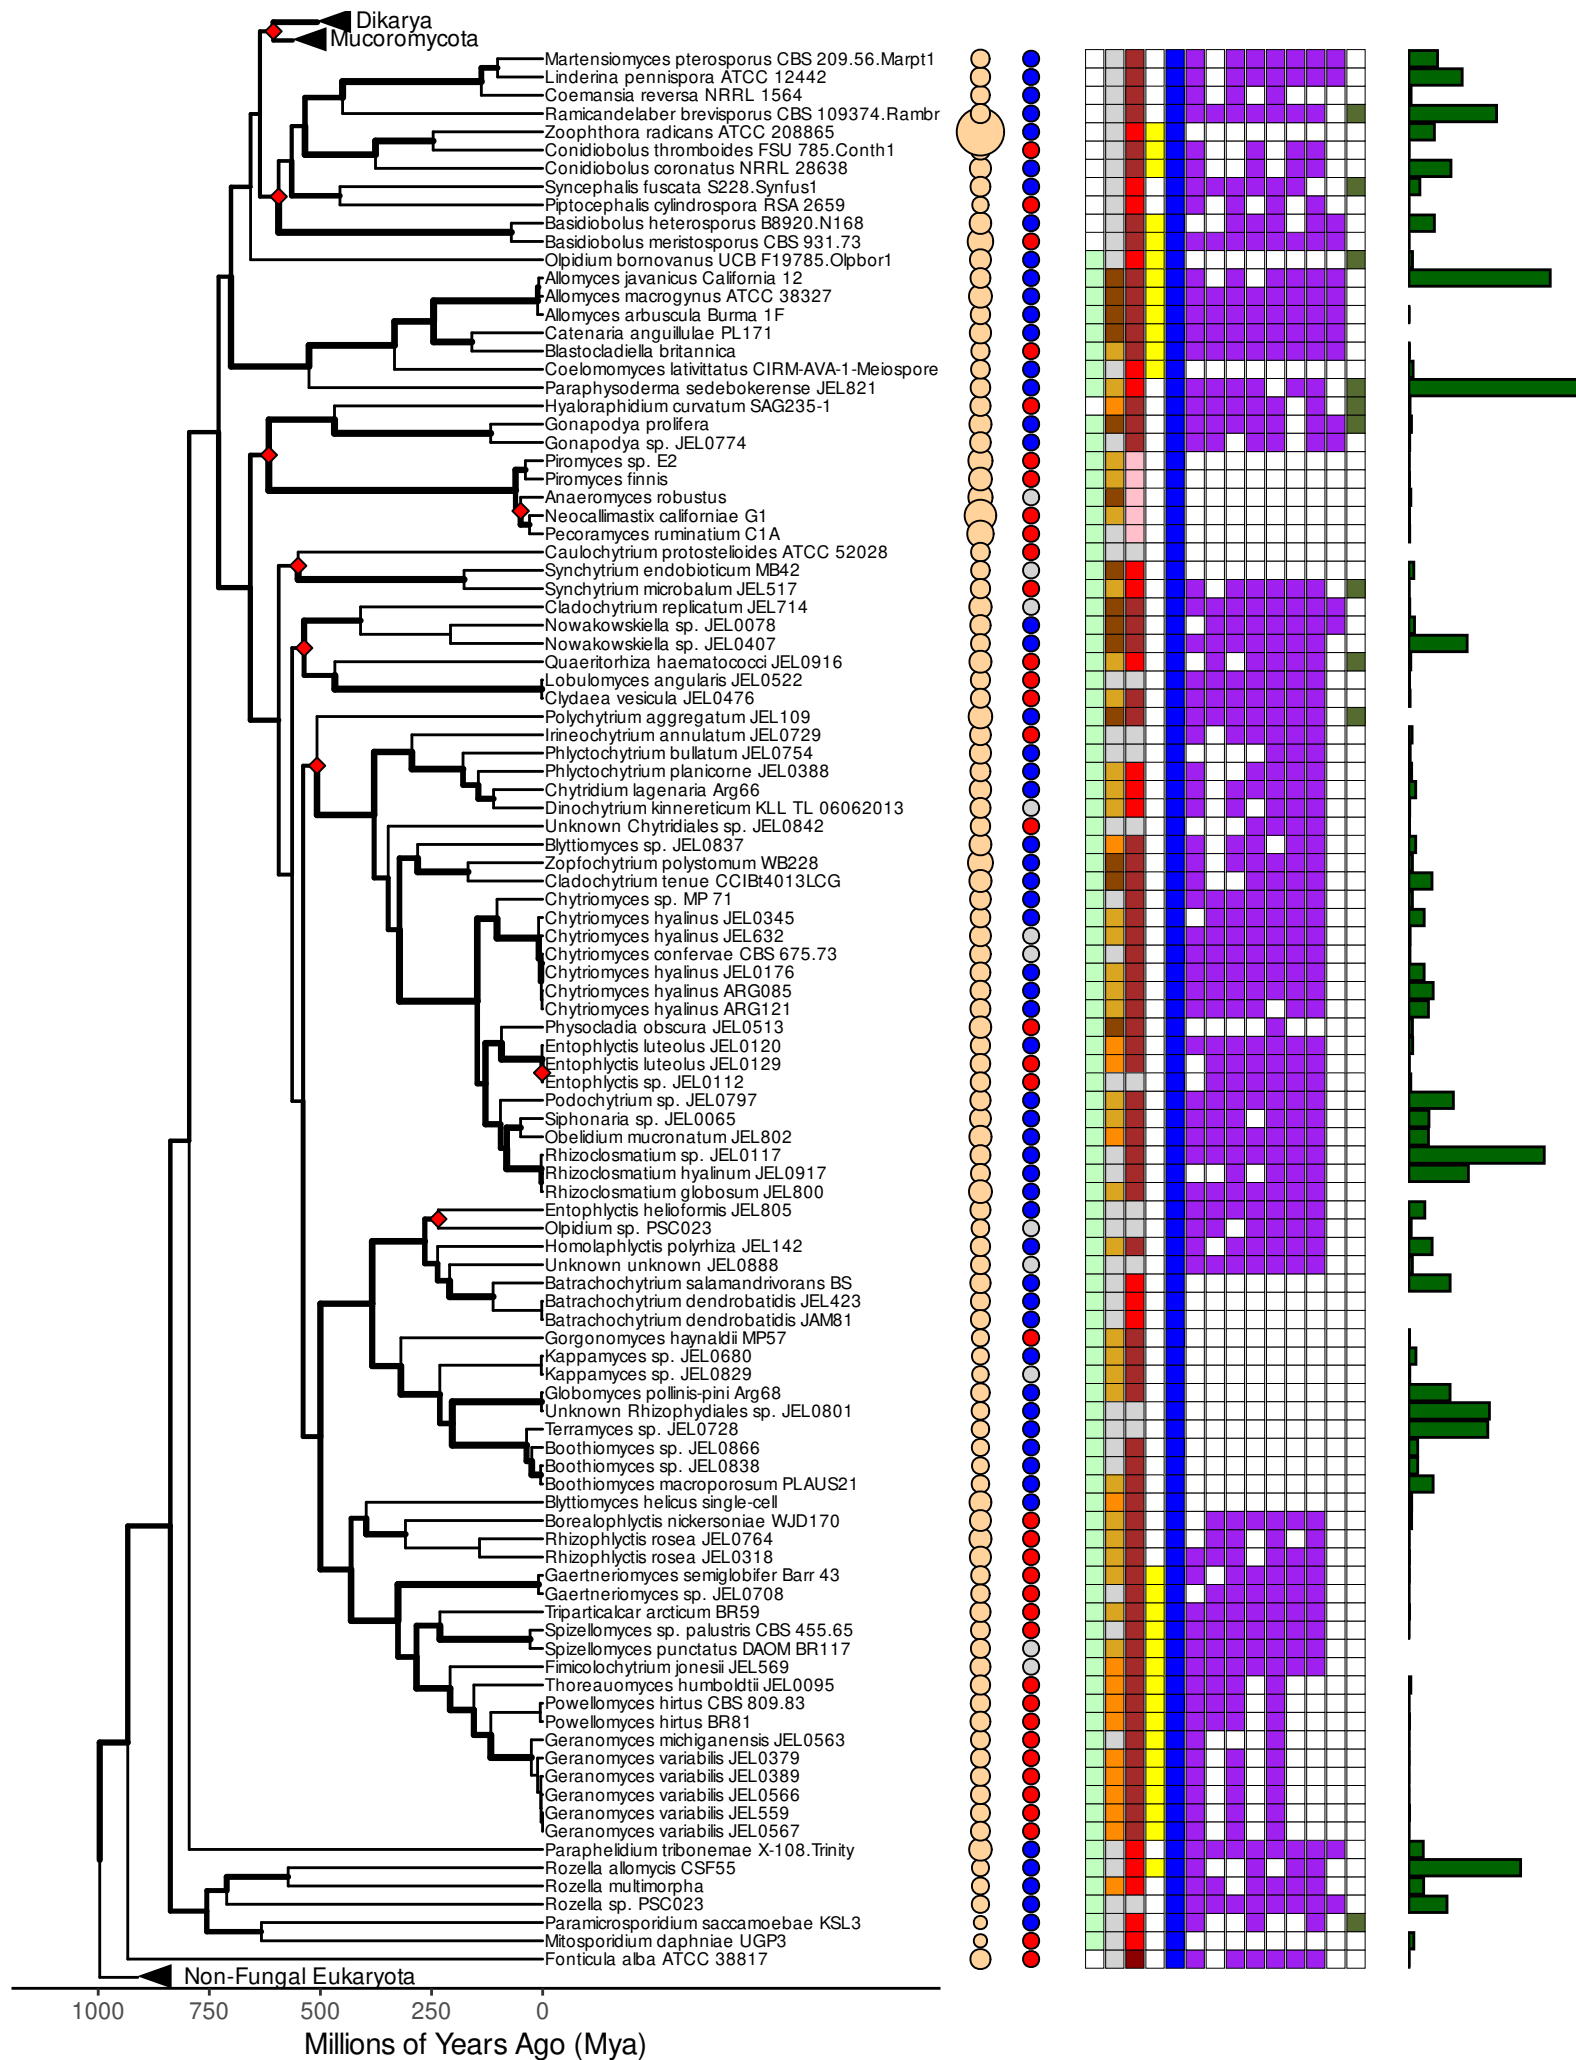 Dikarya
Mucoromycota
Martensiomyces pterosporus CBS 209.56.Marpt1
Linderina pennispora ATCC 12442
Coemansia reversa NRRL 1564
Ramicandelaber brevisporus CBS 109374.Rambr
Zoophthora radicans ATCC 208865
Conidiobolus thromboides FSU 785.Conth1
Conidiobolus coronatus NRRL 28638
Syncephalis fuscata S228.Synfus1
Piptocephalis cylindrospora RSA 2659
Basidiobolus heterosporus B8920.N168
Basidiobolus meristosporus CBS 931.73
Olpidium bornovanus UCB F19785.Olpbor1
Allomyces javanicus California 12
Allomyces macrogynus ATCC 38327
Allomyces arbuscula Burma 1F
Catenaria anguillulae PL171
Blastocladiella britannica
Coelomomyces lativittatus CIRM-AVA-1-Meiospore
Paraphysoderma sedebokerense JEL821
Hyaloraphidium curvatum SAG235-1
Gonapodya prolifera
Gonapodya sp. JEL0774
Piromyces sp. E2
Piromyces finnis
Anaeromyces robustus
Neocallimastix californiae G1
Pecoramyces ruminatium C1A
Caulochytrium protostelioides ATCC 52028
Synchytrium endobioticum MB42
Synchytrium microbalum JEL517
Cladochytrium replicatum JEL714
Nowakowskiella sp. JEL0078
Nowakowskiella sp. JEL0407
Quaeritorhiza haematococci JEL0916
Lobulomyces angularis JEL0522
Clydaea vesicula JEL0476
Polychytrium aggregatum JEL109
Irineochytrium annulatum JEL0729
Phlyctochytrium bullatum JEL0754
Phlyctochytrium planicorne JEL0388
Chytridium lagenaria Arg66
Dinochytrium kinnereticum KLL TL 06062013
Unknown Chytridiales sp. JEL0842
Blyttiomyces sp. JEL0837
Zopfochytrium polystomum WB228
Cladochytrium tenue CCIBt4013LCG
Chytriomyces sp. MP 71
Chytriomyces hyalinus JEL0345
Chytriomyces hyalinus JEL632
Chytriomyces confervae CBS 675.73
Chytriomyces hyalinus JEL0176
Chytriomyces hyalinus ARG085
Chytriomyces hyalinus ARG121
Physocladia obscura JEL0513
Entophlyctis luteolus JEL0120
Entophlyctis luteolus JEL0129
Entophlyctis sp. JEL0112
Podochytrium sp. JEL0797
Siphonaria sp. JEL0065
Obelidium mucronatum JEL802
Rhizoclosmatium sp. JEL0117
Rhizoclosmatium hyalinum JEL0917
Rhizoclosmatium globosum JEL800
Entophlyctis helioformis JEL805
Olpidium sp. PSC023
Homolaphlyctis polyrhiza JEL142
Unknown unknown JEL0888
Batrachochytrium salamandrivorans BS
Batrachochytrium dendrobatidis JEL423
Batrachochytrium dendrobatidis JAM81
Gorgonomyces haynaldii MP57
Kappamyces sp. JEL0680
Kappamyces sp. JEL0829
Globomyces pollinis-pini Arg68
Unknown Rhizophydiales sp. JEL0801
Terramyces sp. JEL0728
Boothiomyces sp. JEL0866
Boothiomyces sp. JEL0838
Boothiomyces macroporosum PLAUS21
Blyttiomyces helicus single-cell
Borealophlyctis nickersoniae WJD170
Rhizophlyctis rosea JEL0764
Rhizophlyctis rosea JEL0318
Gaertneriomyces semiglobifer Barr 43
Gaertneriomyces sp. JEL0708
Triparticalcar arcticum BR59
Spizellomyces sp. palustris CBS 455.65
Spizellomyces punctatus DAOM BR117
Fimicolochytrium jonesii JEL569
Thoreauomyces humboldtii JEL0095
Powellomyces hirtus CBS 809.83
Powellomyces hirtus BR81
Geranomyces michiganensis JEL0563
Geranomyces variabilis JEL0379
Geranomyces variabilis JEL0389
Geranomyces variabilis JEL0566
Geranomyces variabilis JEL559
Geranomyces variabilis JEL0567
Paraphelidium tribonemae X-108.Trinity
Rozella allomycis CSF55
Rozella multimorpha
Rozella sp. PSC023
Paramicrosporidium saccamoebae KSL3
Mitosporidium daphniae UGP3
Fonticula alba ATCC 38817
Non-Fungal Eukaryota
1000 750 500 250 0
Millions of Years Ago (Mya)